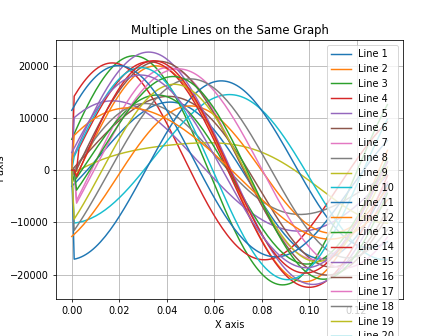 Multiple Lines on the Same Graph
20000
10000
0
−10000
−20000
0.00
0.02
0.04
0.06
0.08
0.10
X axis
Line 1
Line 2
Line 3
Line 4
Line 5
Line 6
Line 7
Line 8
Line 9
Line 10
Line 11
Line 12
Line 13
Line 14
Line 15
Line 16
Line 17
Line 18
Line 19
Line 20